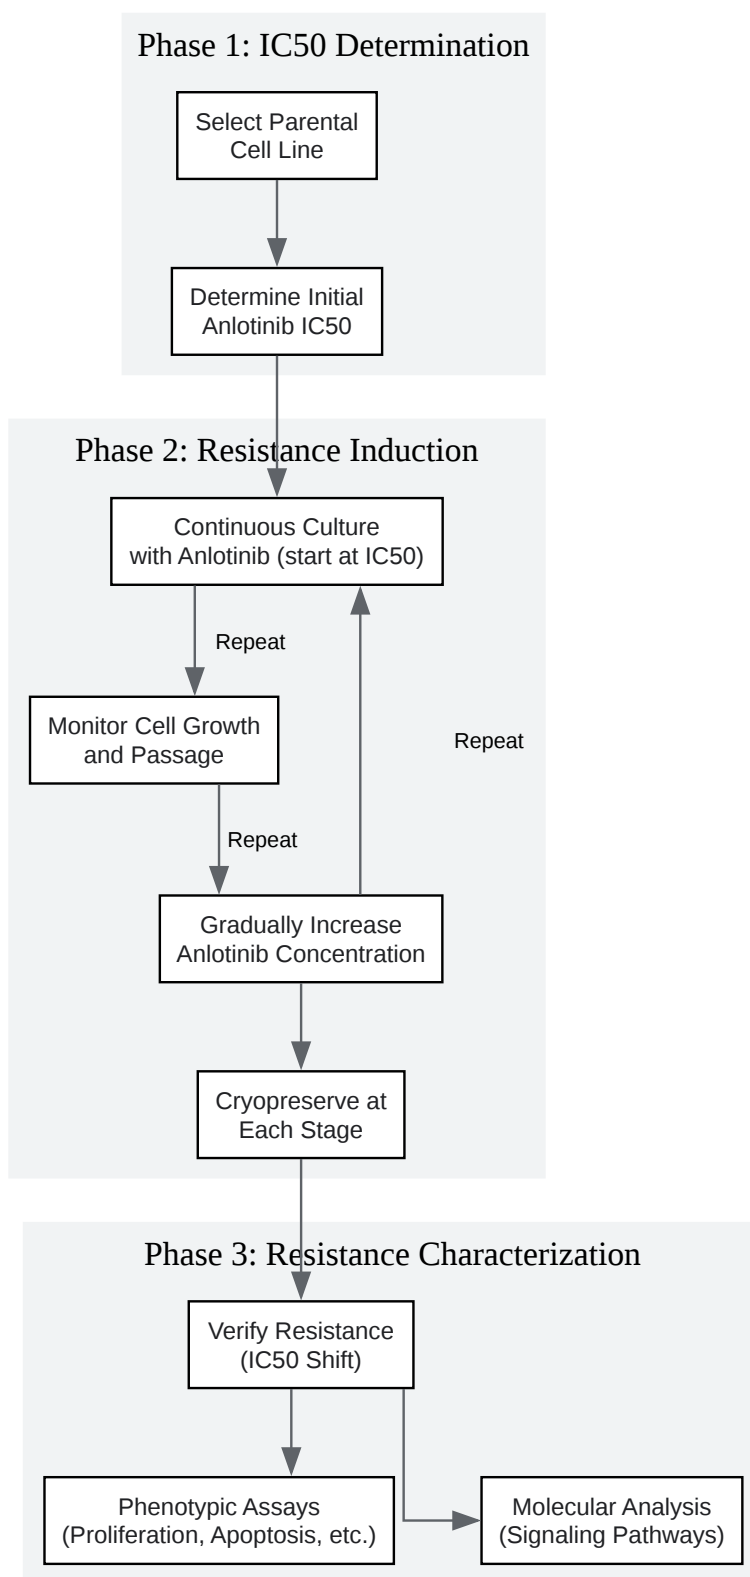 Phase 1: IC50 Determination
Select Parental
Cell Line
Determine Initial
Anlotinib IC50
Phase 2: Resistance Induction
Continuous Culture
with Anlotinib (start at IC50)
Repeat
Monitor Cell Growth
and Passage
Repeat
Repeat
Gradually Increase
Anlotinib Concentration
Cryopreserve at
Each Stage
Phase 3: Resistance Characterization
Verify Resistance
(IC50 Shift)
Phenotypic Assays
(Proliferation, Apoptosis, etc.)
Molecular Analysis
(Signaling Pathways)